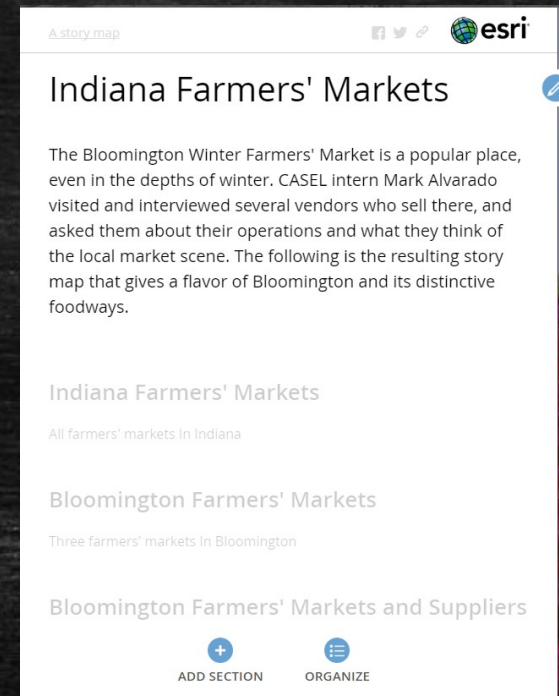 A story map
esri
Indiana Farmers' Markets
The Bloomington Winter Farmers' Market is a popular place,
even in the depths of winter. CASEL intern Mark Alvarado
visited and interviewed several vendors who sell there, and
asked them about their operations and what they think of
the local market scene. The following is the resulting story
map that gives a flavor of Bloomington and its distinctive
foodways.
Indiana Farmers' Markets
All farmers' markets In Indiana
Bloomington Farmers' Markets
Three farmers' markets In Bloomington
Bloomington Farmers' Markets and Suppliers
ADD SECTION ORGANIZE